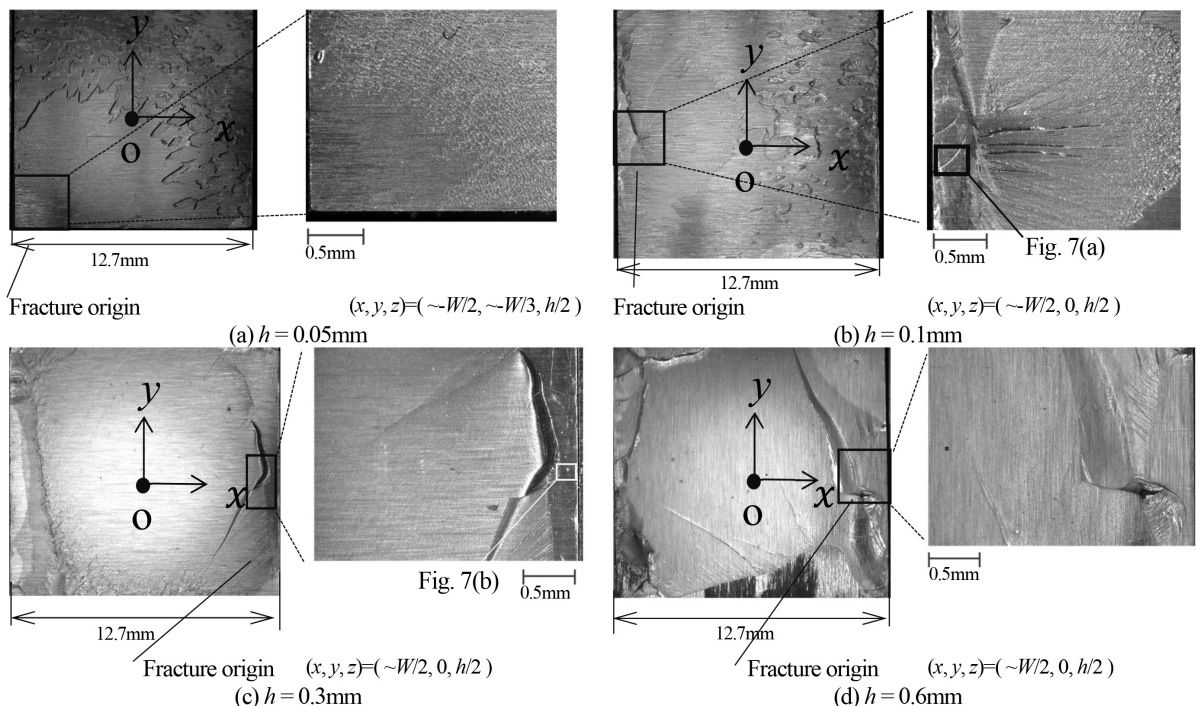 y
x
o
0.5mm
12.7mm
Fracture origin
(x, y, z)=( ~-W/2, ~-W/3, h/2 )
(a) h = 0.05mm
y
x
o
0.5mm
Fig. 7(a)
12.7mm
Fracture origin
(x, y, z)=( ~-W/2, 0, h/2 )
(b) h = 0.1mm
y
x
o
Fig. 7(b)
0.5mm
12.7mm
Fracture origin
(x, y, z)=( ~W/2, 0, h/2 )
(c) h = 0.3mm
y
x
o
0.5mm
12.7mm
Fracture origin
(x, y, z)=( ~W/2, 0, h/2 )
(d) h = 0.6mm